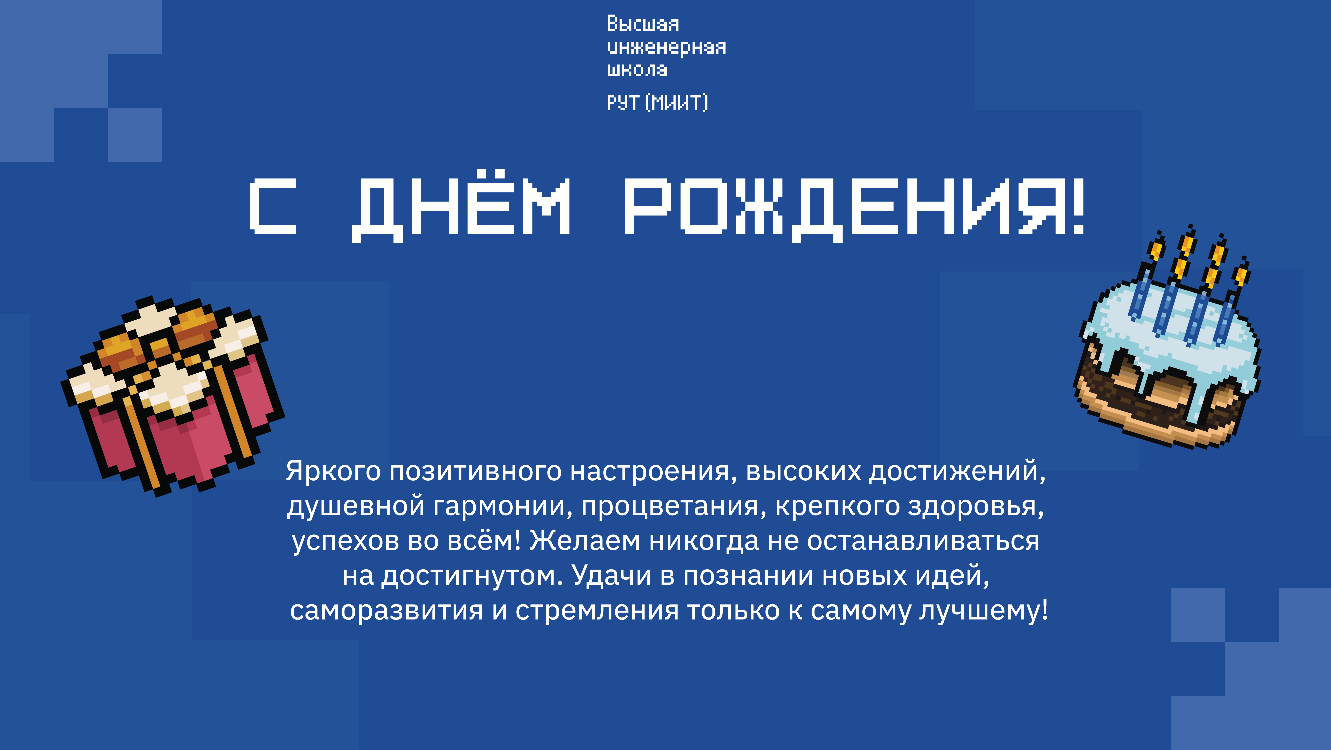 Высшая
инженерная
школа
РУТ (МИИТ)
С ДНЁМ РОЖДЕНИЯ!
Яркого позитивного настроения, высоких достижений,
душевной гармонии, процветания, крепкого здоровья,
успехов во всём! Желаем никогда не останавливаться
на достигнутом. Удачи в познании новых идей,
саморазвития и стремления только к самому лучшему!